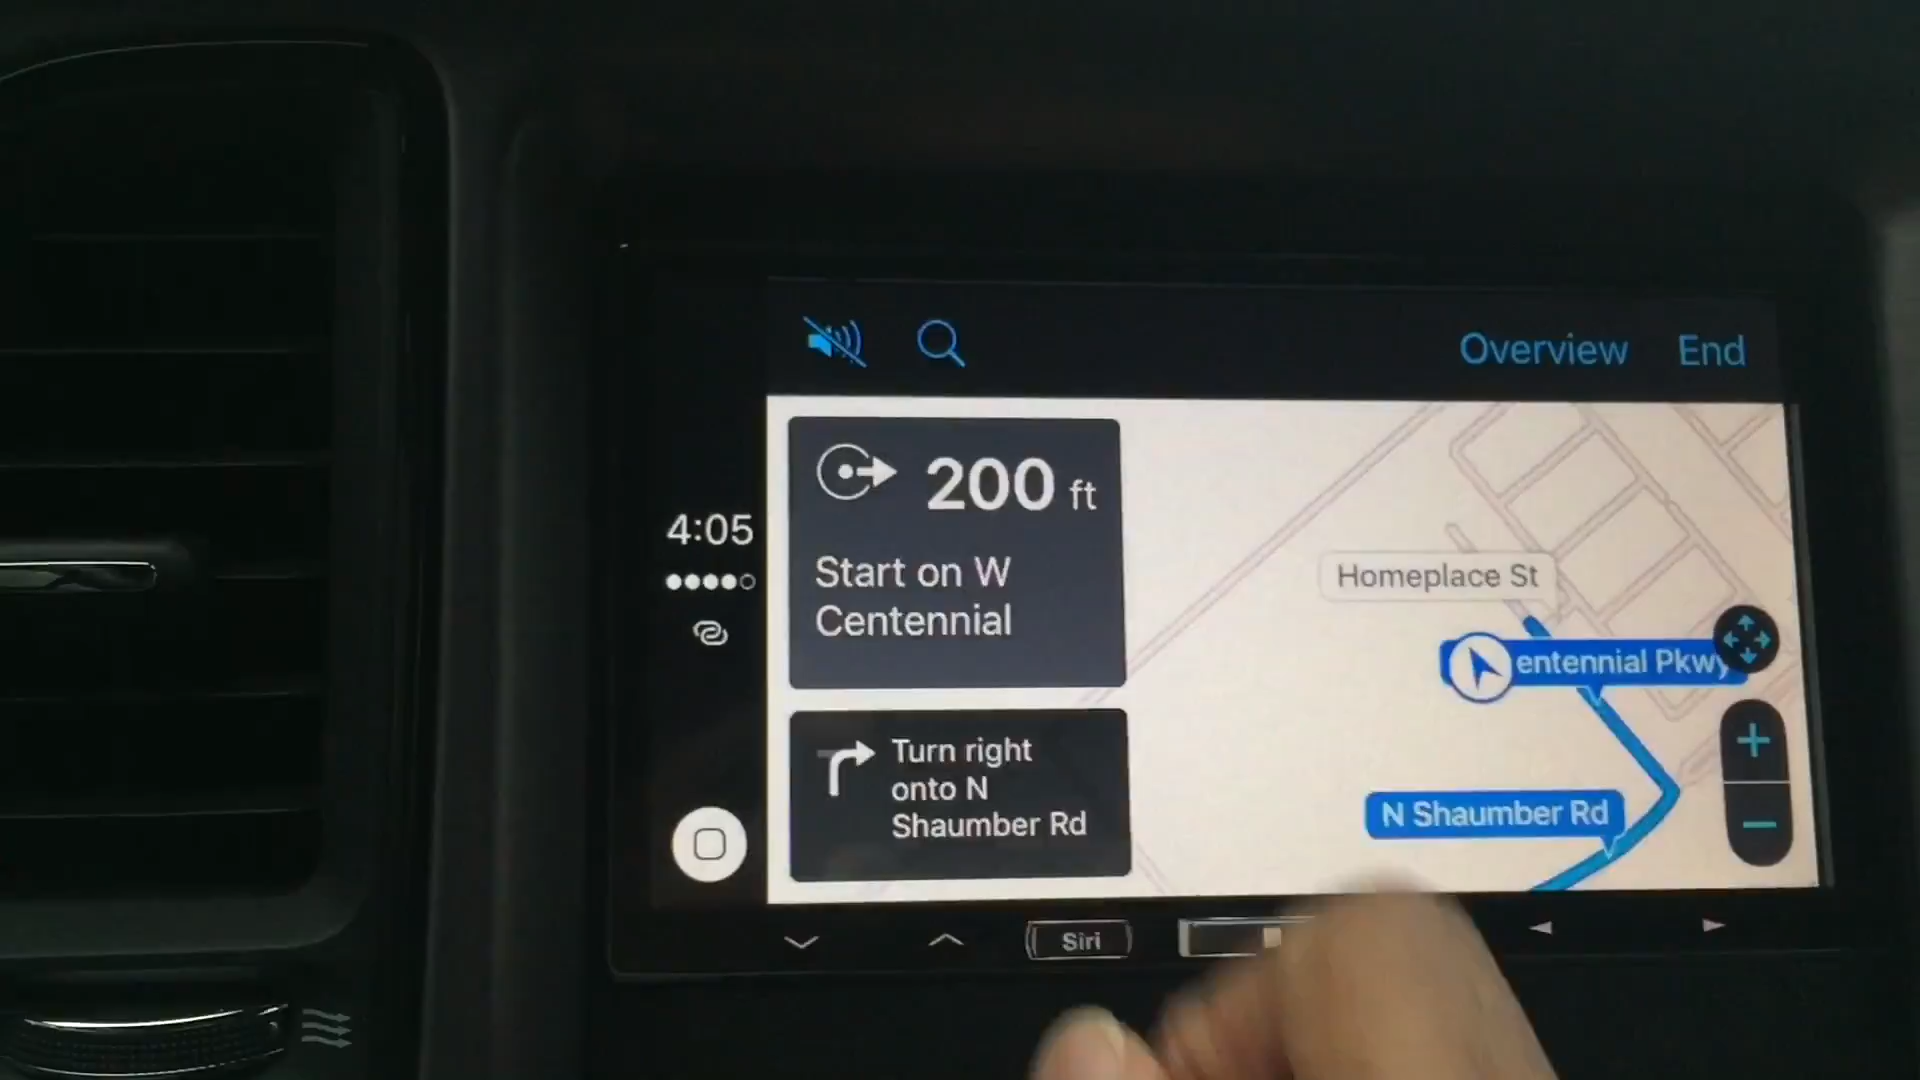 Overview End
200 ft
Start on W
Centennial
4:05
Turn right
onto N
Shaumber Rd
Homeplace St
entennial Pkwy
N Shaumber Rd
Siri